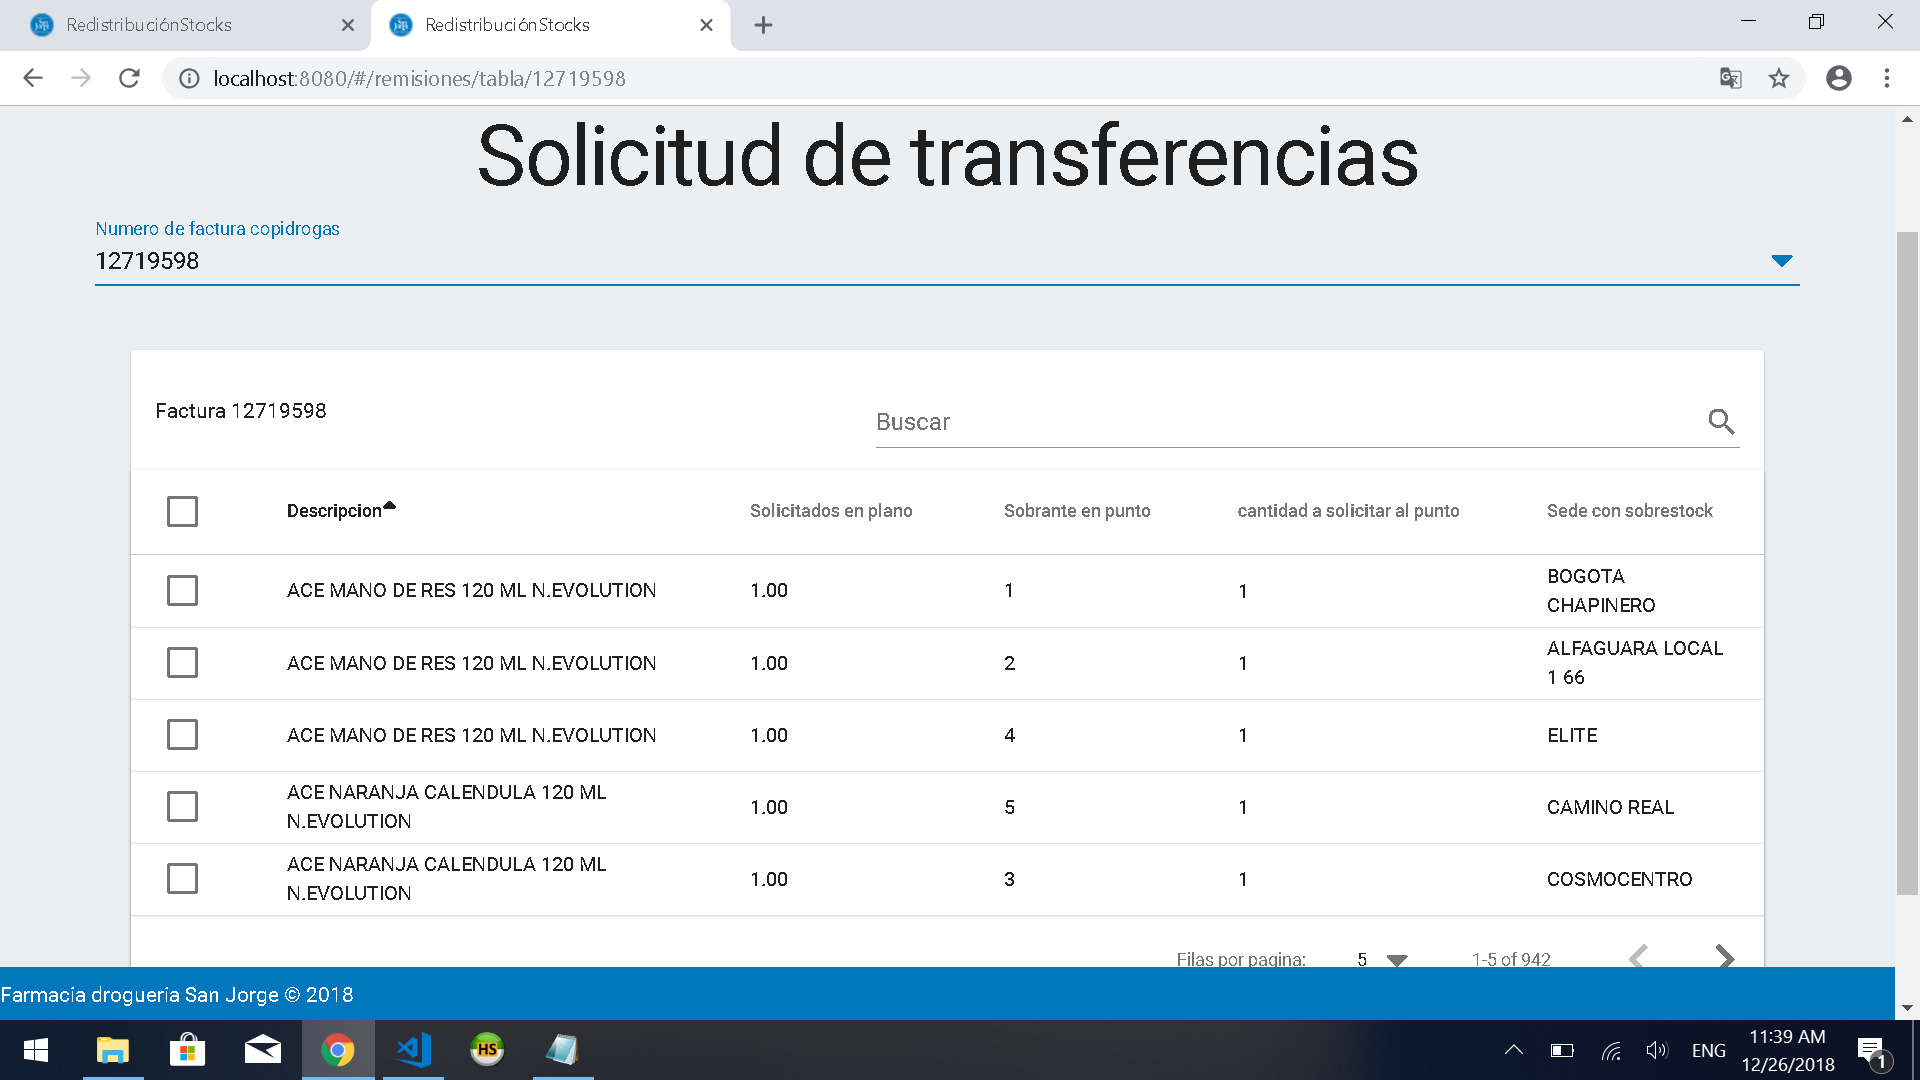 RedistribuciónStocks
RedistribuciónStocks
localhost:8080/#/remisiones/tabla/12719598
Solicitud de transferencias
Numero de factura copidrogas
12719598
Factura 12719598
Buscar
Descripcion Solicitados en plano Sobrante en punto cantidad a solicitar al punto Sede con sobrestock
ACE MANO DE RES 120 ML N.EVOLUTION 1.00 1 1 BOGOTA
CHAPINERO
ACE MANO DE RES 120 ML N.EVOLUTION 1.00 2 1 ALFAGUARA LOCAL
1 66
ACE MANO DE RES 120 ML N.EVOLUTION 1.00 4 1 ELITE
ACE NARANJA CALENDULA 120 ML
N.EVOLUTION 1.00 5 1 CAMINO REAL
ACE NARANJA CALENDULA 120 ML
N.EVOLUTION 1.00 3 1 COSMOCENTRO
Filas por pagina: 5 1-5 of 942
Farmacia drogueria San Jorge © 2018
HS
ENG
11:39 AM
12/26/2018
1